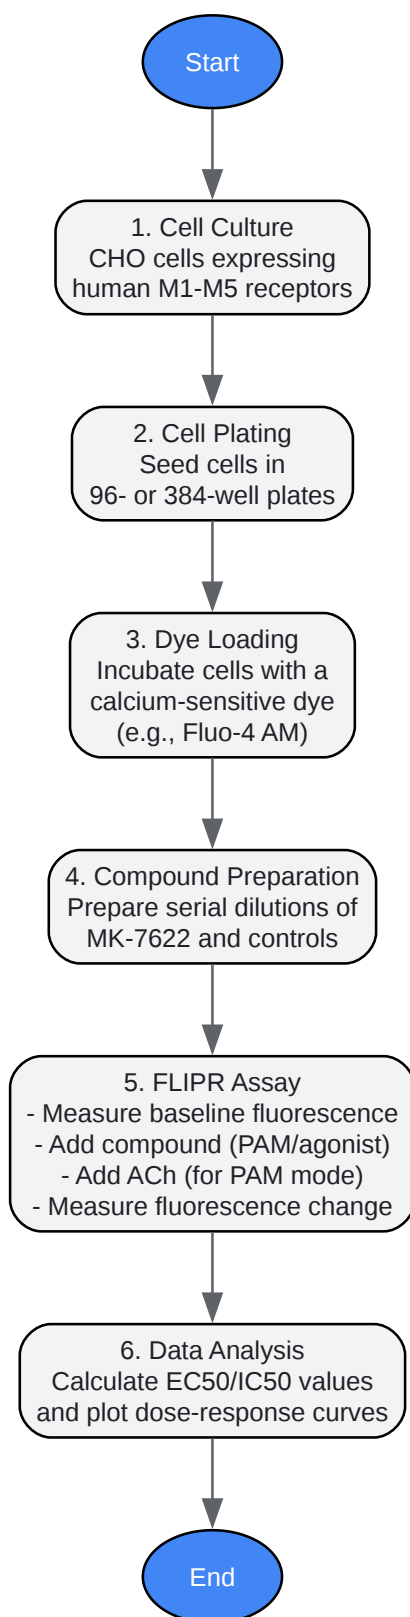 Start
1. Cell Culture
CHO cells expressing
human M1-M5 receptors
2. Cell Plating
Seed cells in
96- or 384-well plates
3. Dye Loading
Incubate cells with a
calcium-sensitive dye
(e.g., Fluo-4 AM)
4. Compound Preparation
Prepare serial dilutions of
MK-7622 and controls
5. FLIPR Assay
- Measure baseline fluorescence
- Add compound (PAM/agonist)
- Add ACh (for PAM mode)
- Measure fluorescence change
6. Data Analysis
Calculate EC50/IC50 values
and plot dose-response curves
End